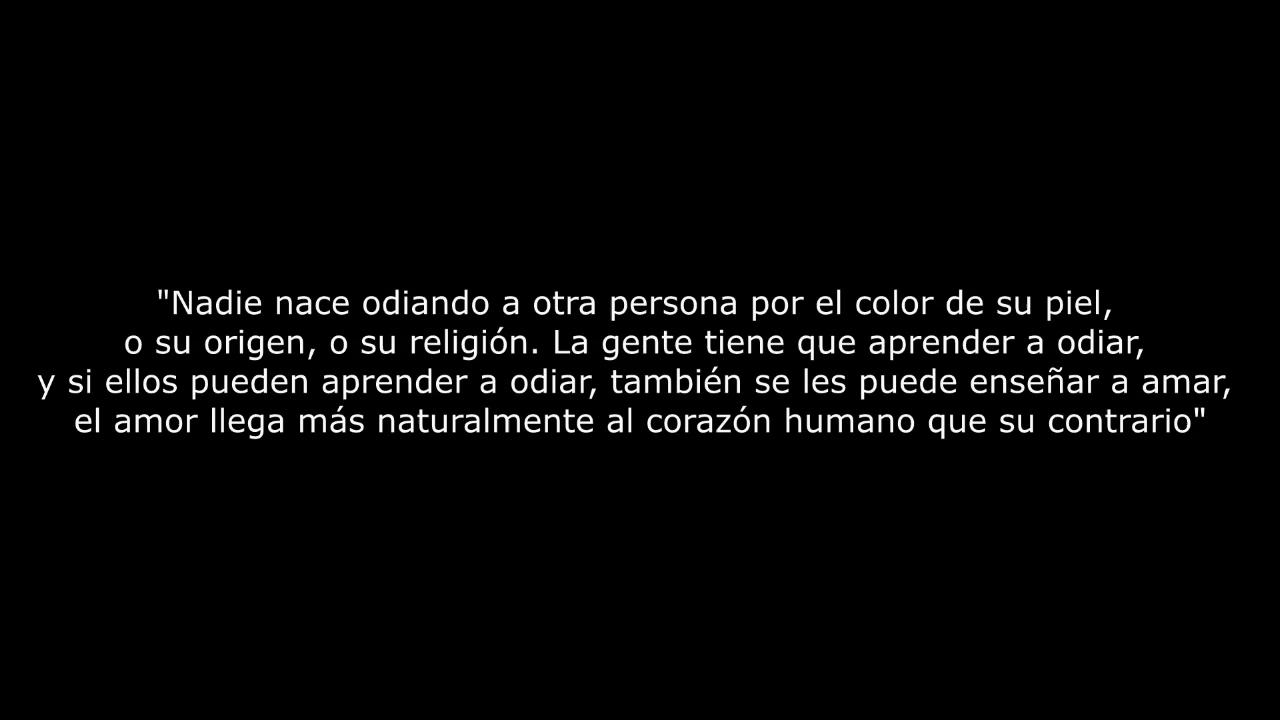 "Nadie nace odiando a otra persona por el color de su piel,
o su origen, o su religión. La gente tiene que aprender a odiar,
y si ellos pueden aprender a odiar, también se les puede enseñar a amar,
el amor llega más naturalmente al corazón humano que su contrario"